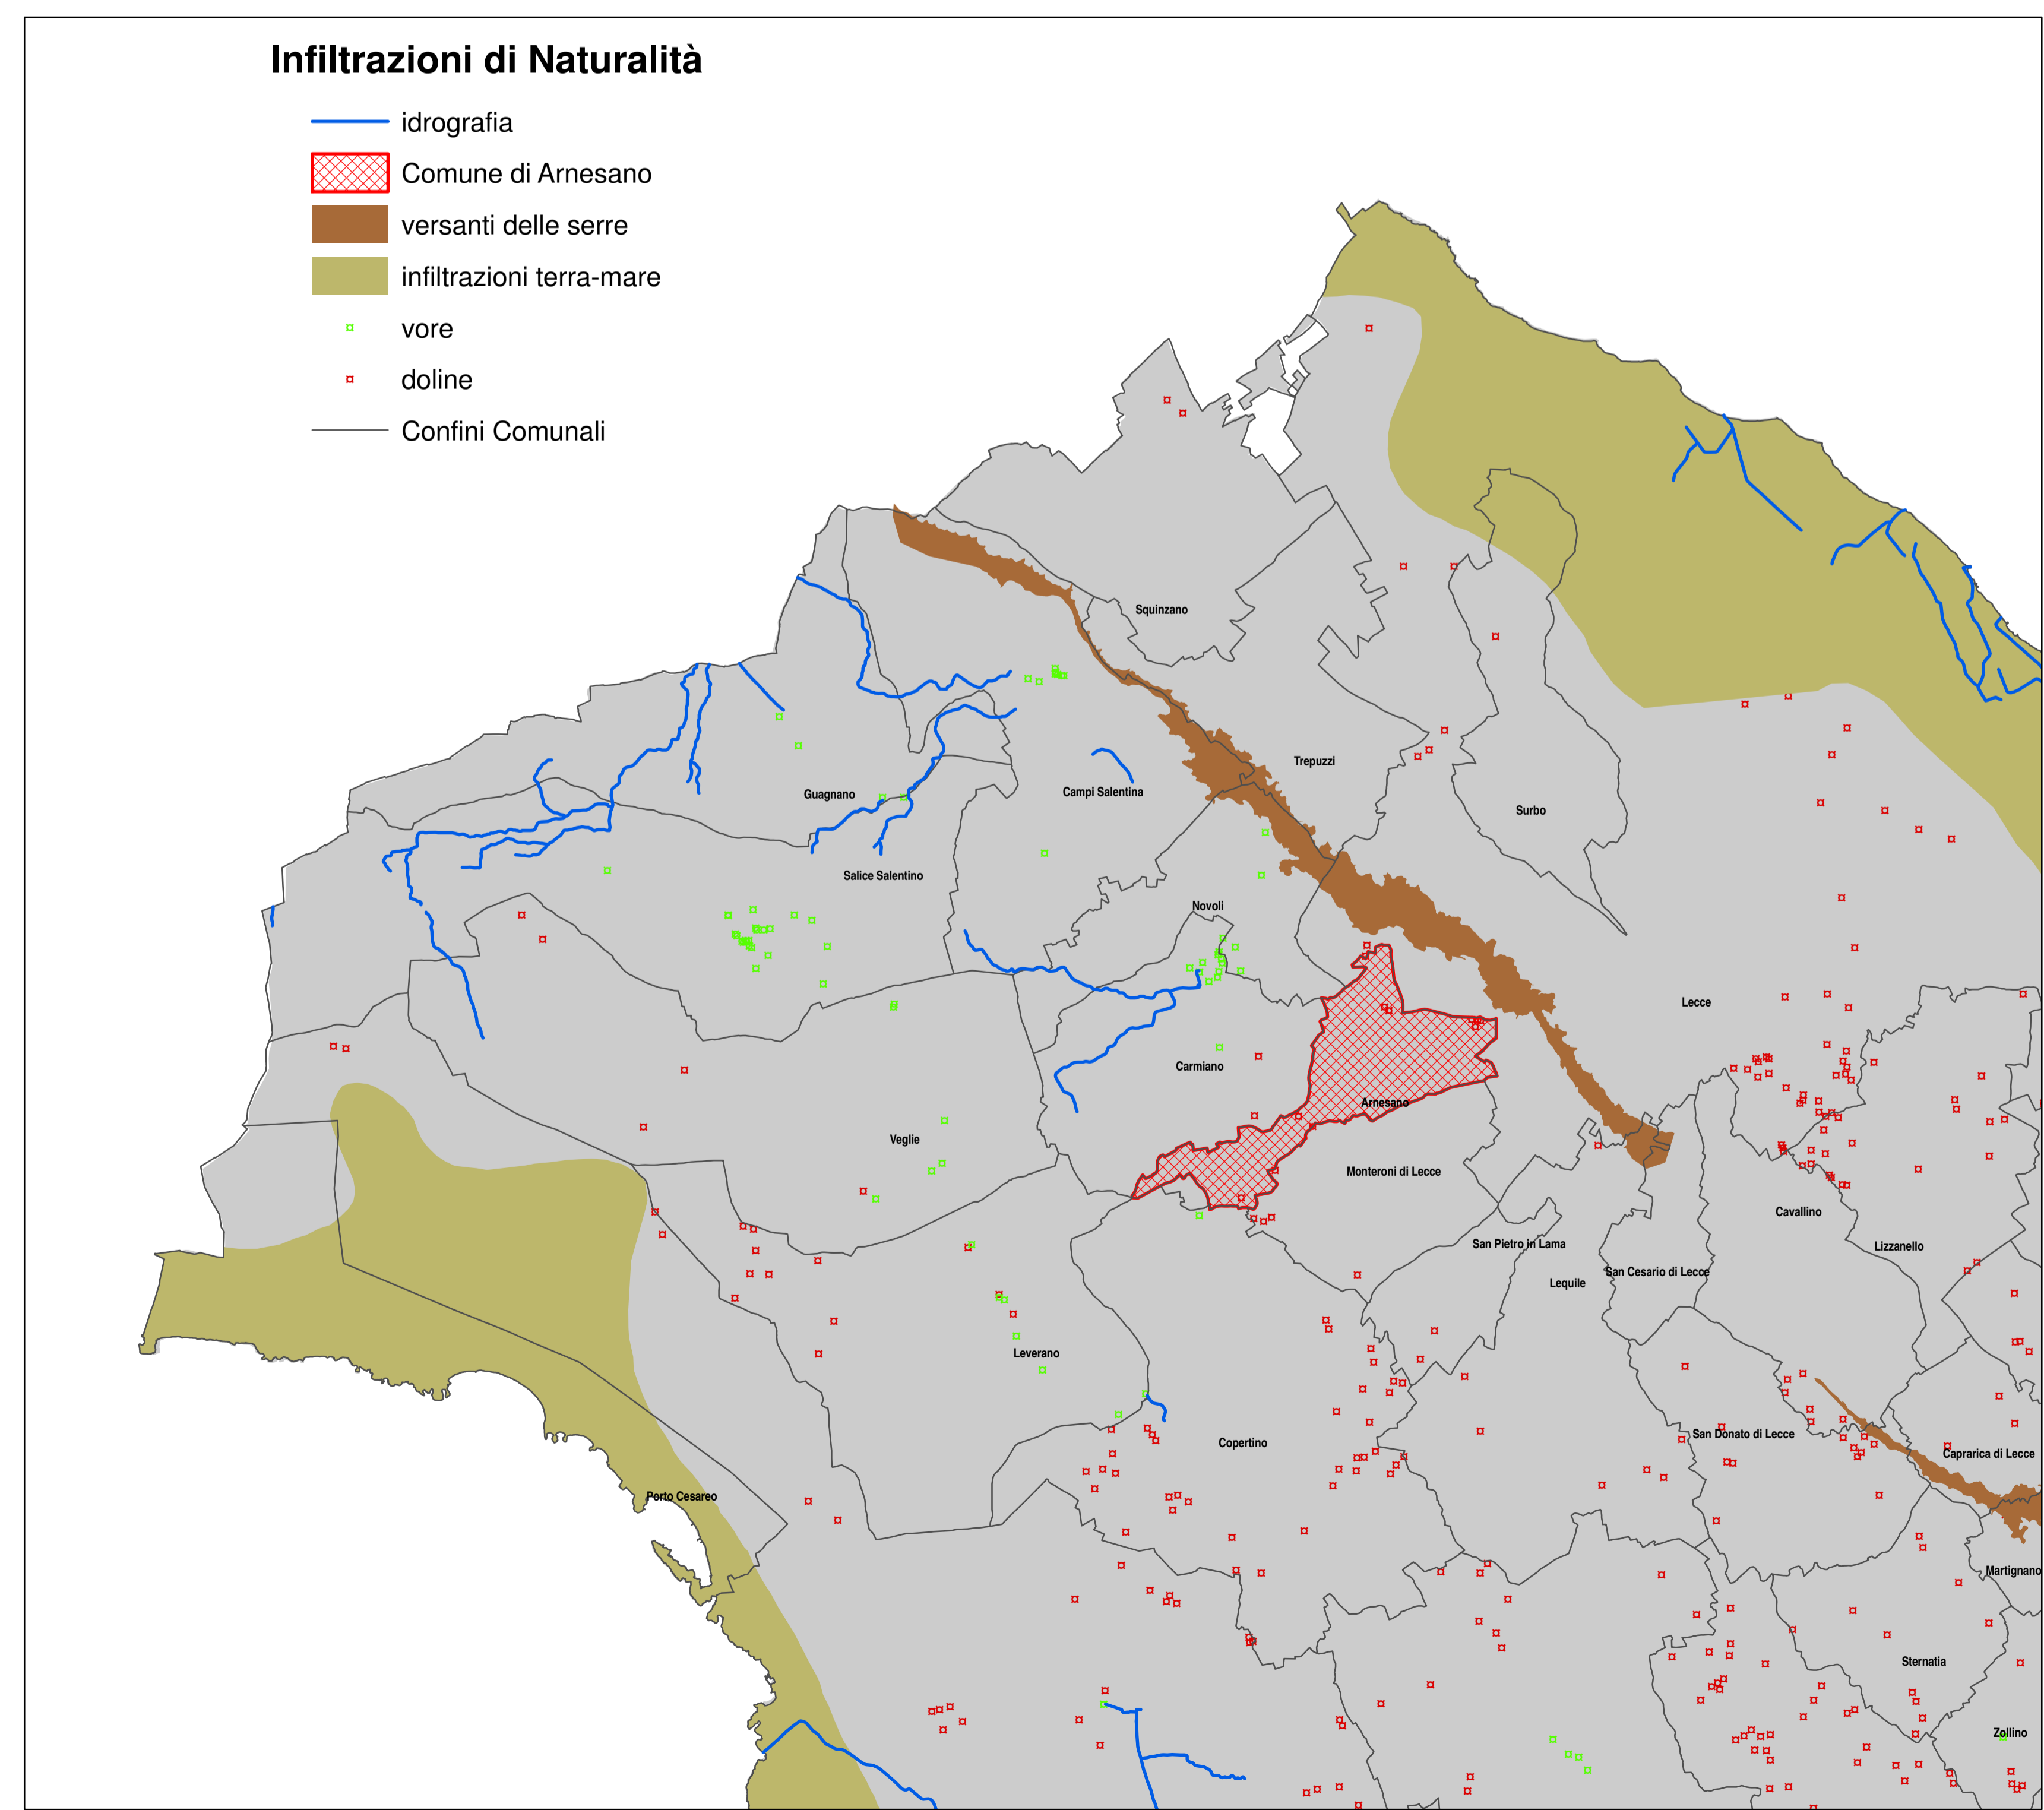 Infiltrazioni di Naturalità
idrografia
Comune di Arnesano
versanti delle serre
infiltrazioni terra-mare
vore
doline
Confini Comunali
Squinzano
Trepuzzi
Campi Salentina
Guagnano
Surbo
Salice Salentino
Novoli
Lecce
Carmiano
Arnesano
Veglie
Monteroni di Lecce
Cavallino
San Pietro in Lama
Lizzanello
San Cesario di Lecce
Lequile
Leverano
San Donato di Lecce
Copertino
Caprarica di Lecce
Porto Cesareo
Martignano
Sternatia
Zollino